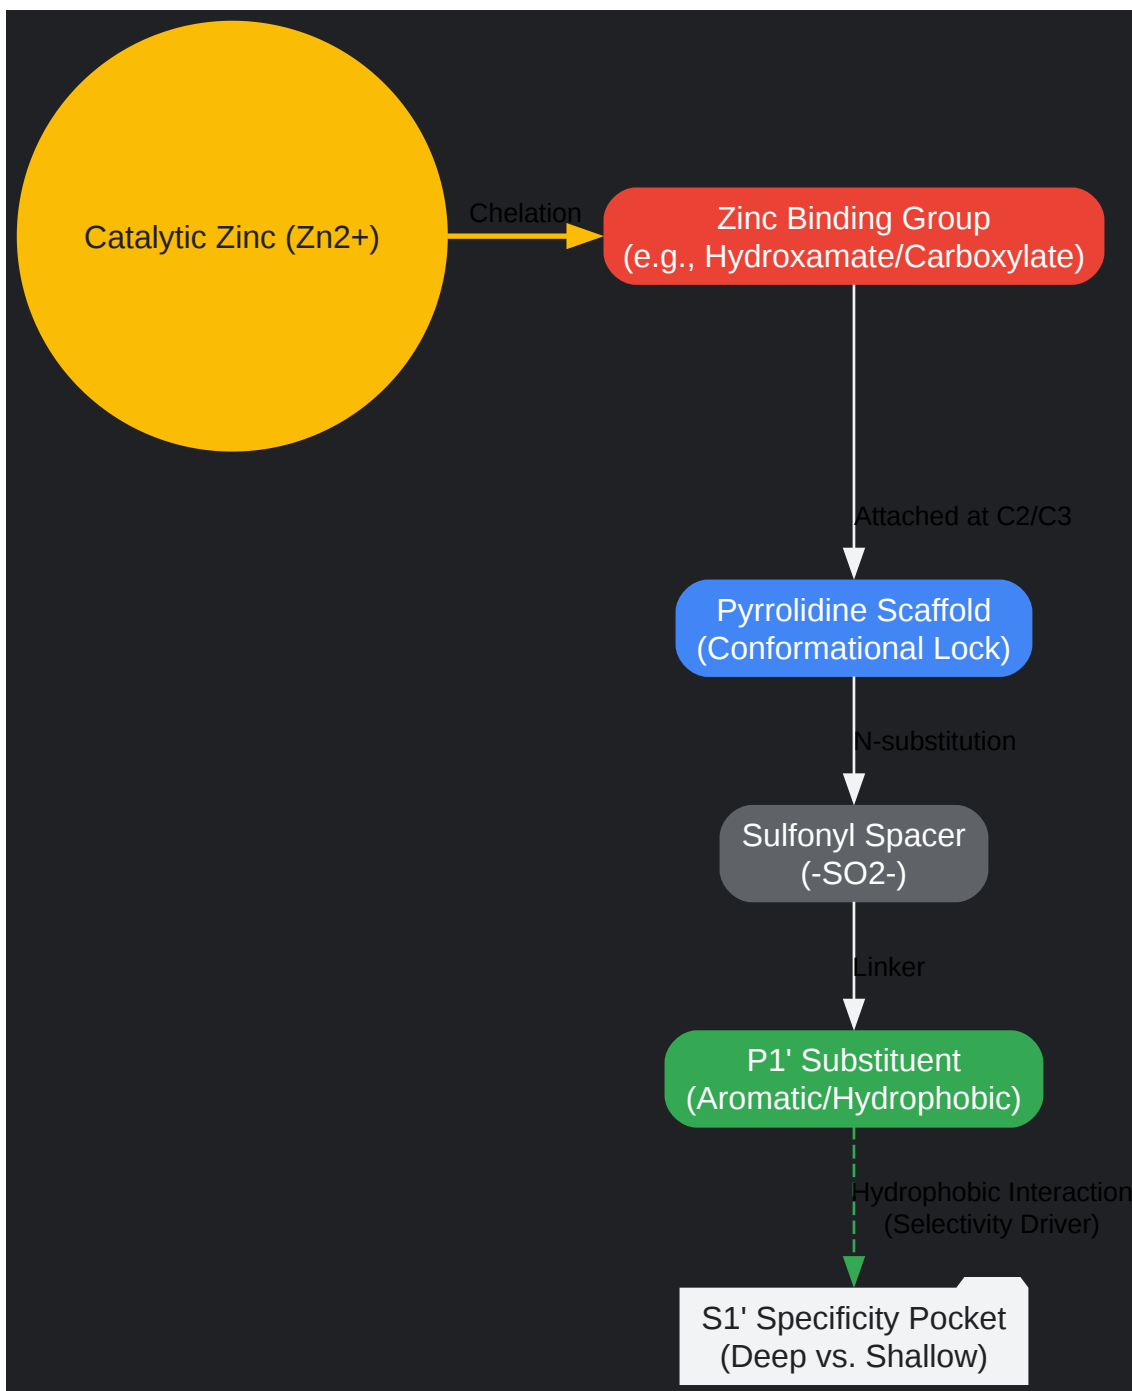 Catalytic Zinc (Zn2+)
Chelation
Zinc Binding Group
(e.g., Hydroxamate/Carboxylate)
Attached at C2/C3
Pyrrolidine Scaffold
(Conformational Lock)
N-substitution
Sulfonyl Spacer
(-SO2-)
Linker
P1' Substituent
(Aromatic/Hydrophobic)
Hydrophobic Interaction
(Selectivity Driver)
S1' Specificity Pocket
(Deep vs. Shallow)